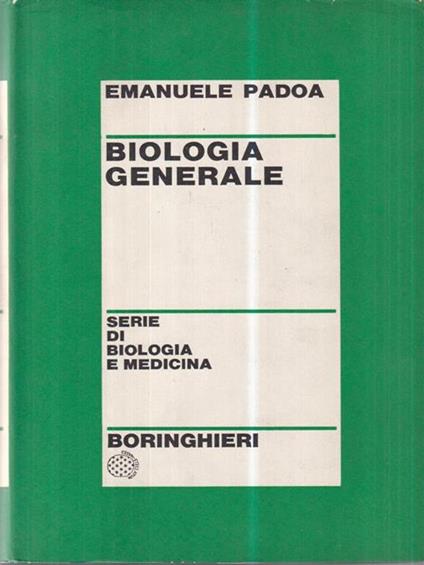 EMANUELE PADOA
BIOLOGIA
GENERALE
SERIE
DI
BIOLOGIA
E MEDICINA
BORINGHIERI